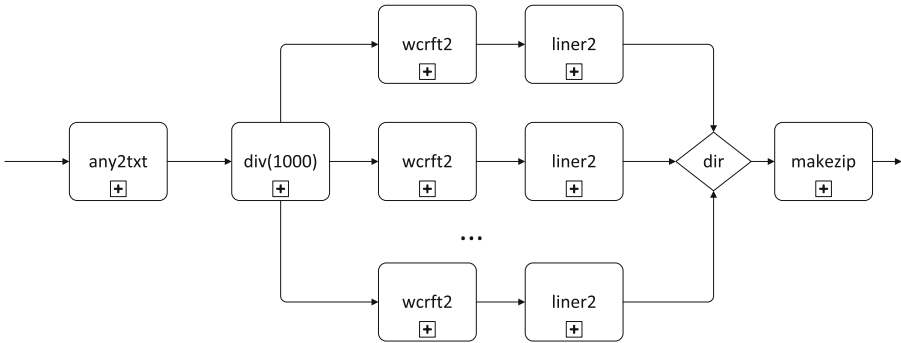 wcrft2
liner2
any2txt
div(1000)
wcrft2
liner2
dir
makezip
...
wcrft2
liner2